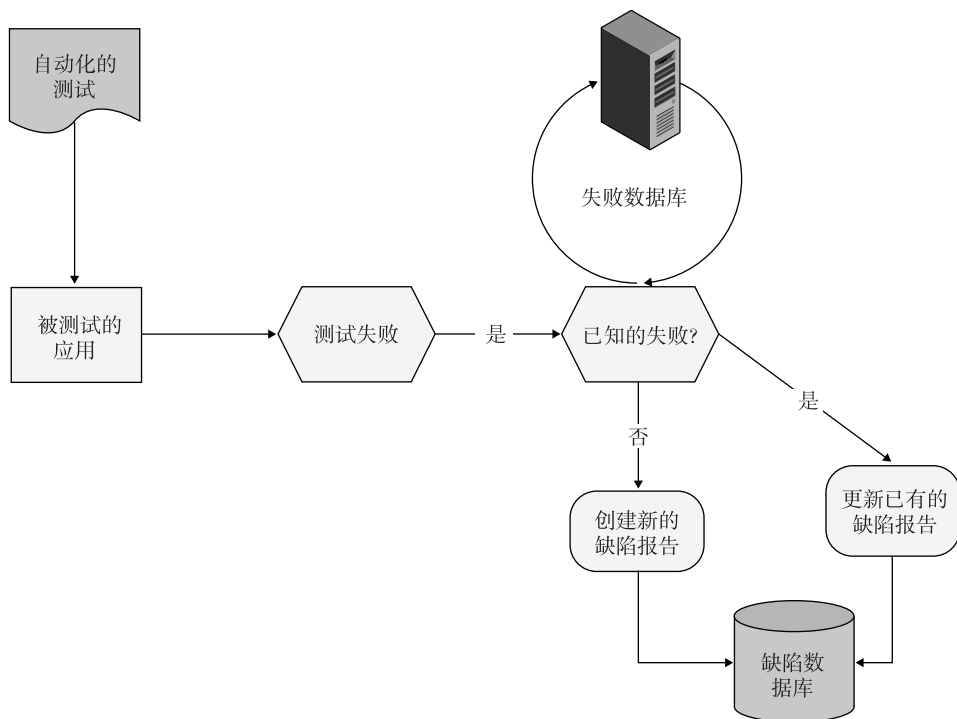 自动化的
测试
失败数据库
被测试的
应用
测试失败
是
已知的失败?
是
否
创建新的
缺陷报告
更新已有的
缺陷报告
缺陷数
据库